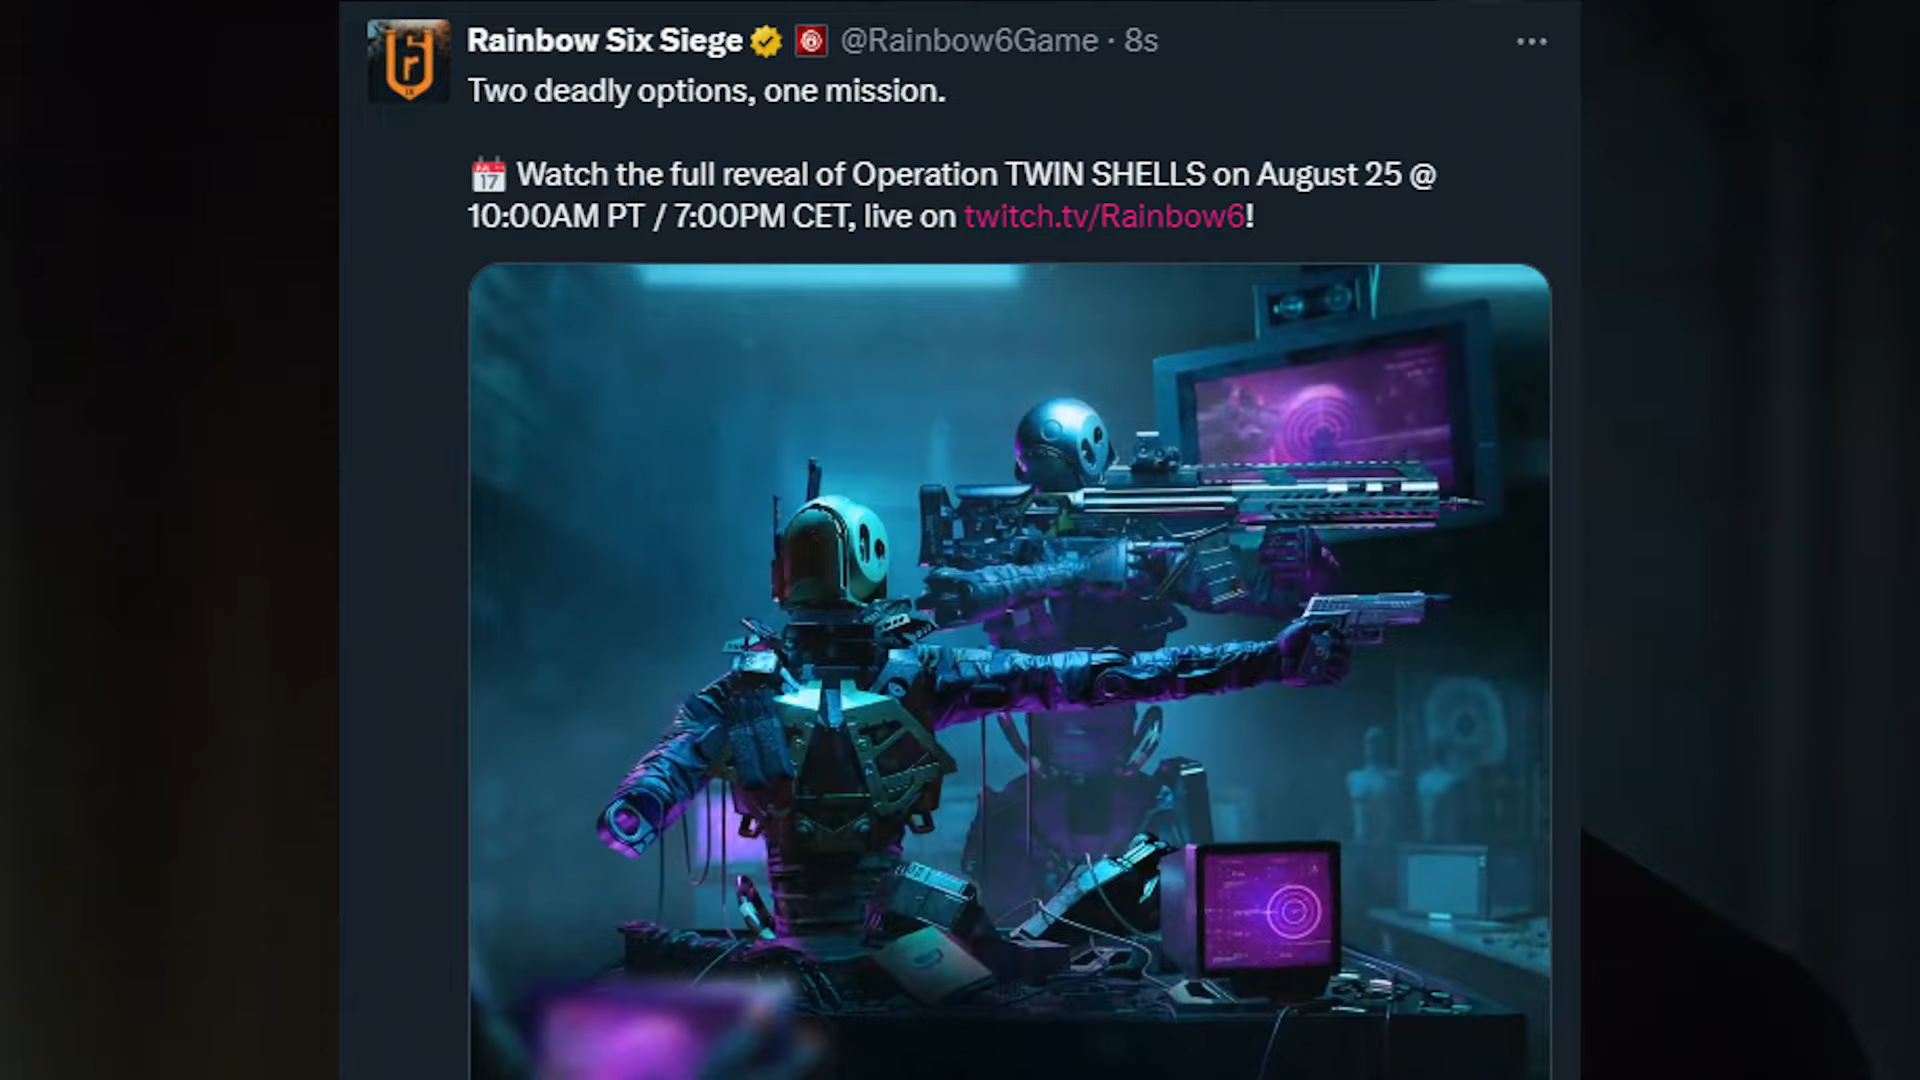 Rainbow Six Siege @Rainbow6Game · 8s
Two deadly options, one mission.
17 Watch the full reveal of Operation TWIN SHELLS on August 25 @
10:00AM PT / 7:00PM CET, live on twitch.tv/Rainbow6!